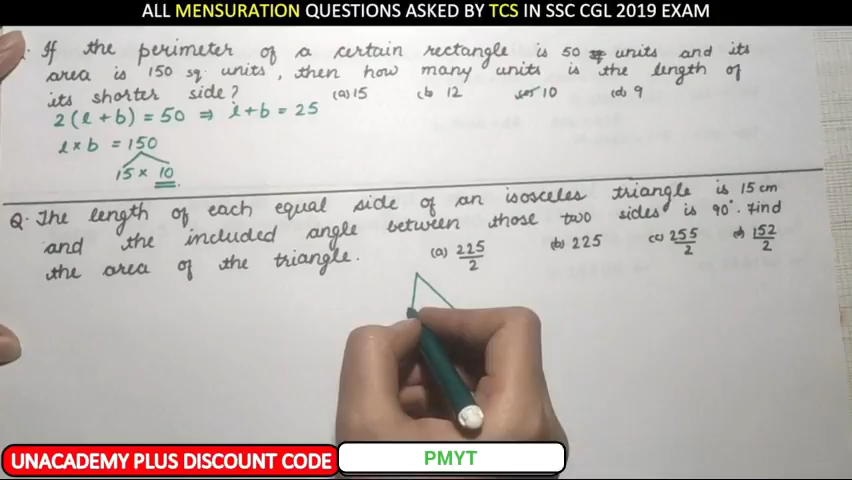 ALL MENSURATION QUESTIONS ASKED BY TCS IN SSC CGL 2019 EXAM
If the perimeter of a certain rectangle is 50 units and its
area is 150 sq. units, then how many units is the length of
its shorter side? (a) 15 (b) 12 (c) 10 (d) 9
2(l+b) = 50 ⇒ l+b = 25
l × b = 150
15 × 10
Q. The length of each equal side of an isosceles triangle is 15 cm
and the included angle between those two sides is 90°. Find
the area of the triangle. (a) 225/2 (b) 225 (c) 255/2 (d) 152/2
UNACADEMY PLUS DISCOUNT CODE
PMYT